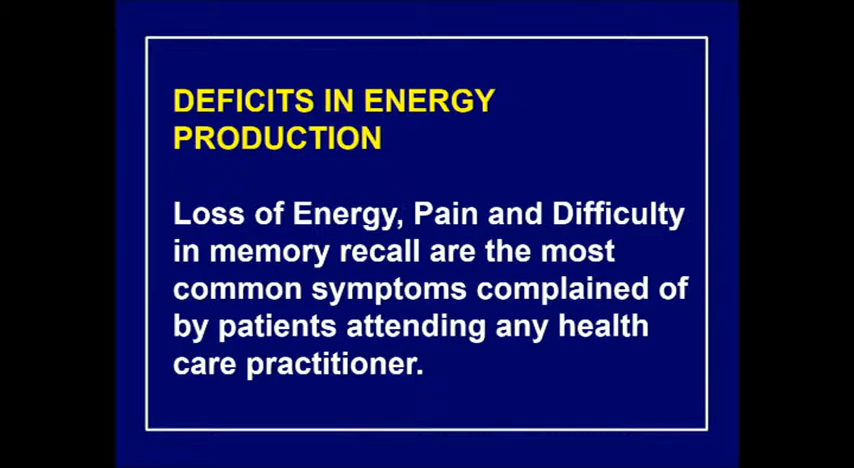 DEFICITS IN ENERGY
PRODUCTION
Loss of Energy, Pain and Difficulty
in memory recall are the most
common symptoms complained of
by patients attending any health
care practitioner.